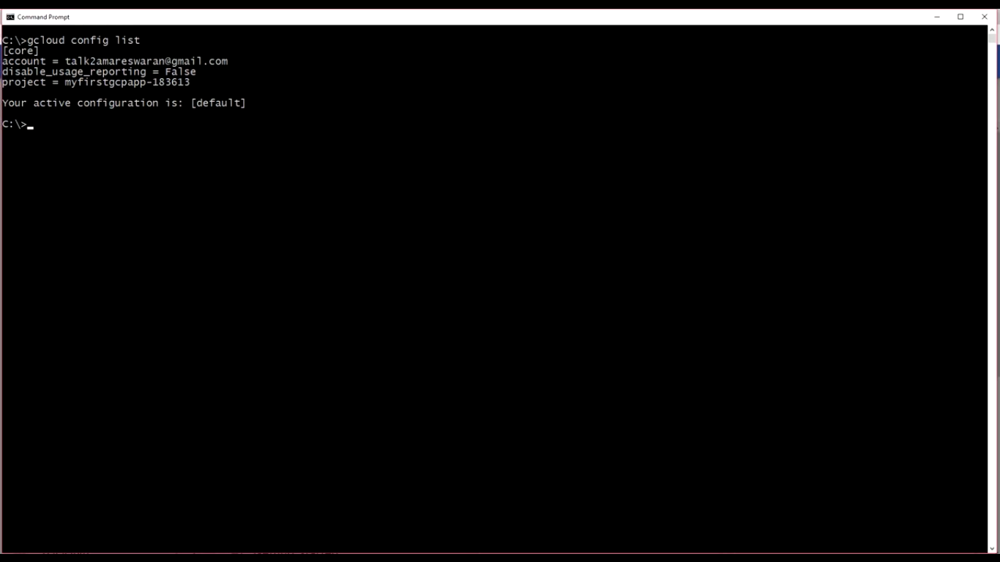 Command Prompt
C:\>gcloud config list
[core]
account = talk2amareswaran@gmail.com
disable_usage_reporting = False
project = myfirstgcpapp-183613
Your active configuration is: [default]
C:\>